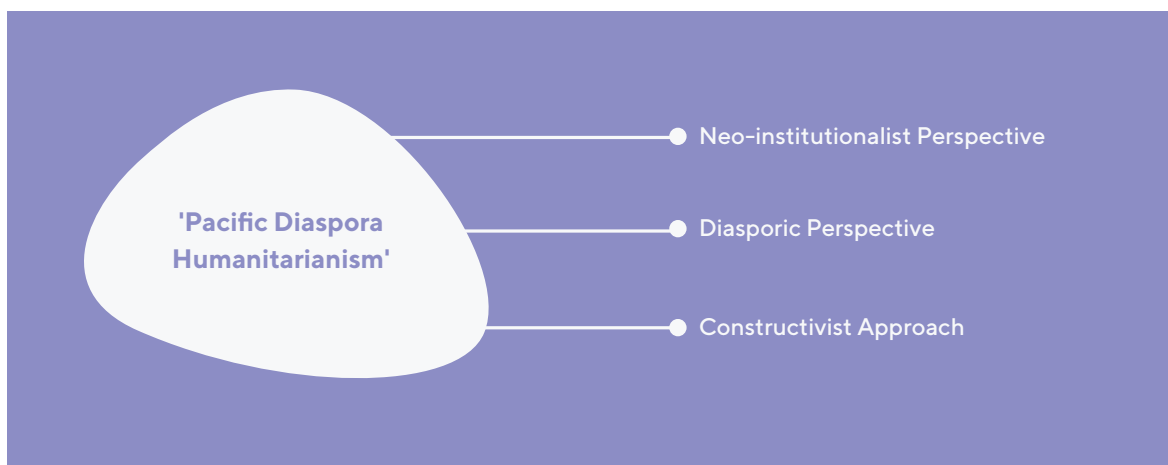 'Pacific Diaspora
Humanitarianism'
Neo-institutionalist Perspective
Diasporic Perspective
Constructivist Approach